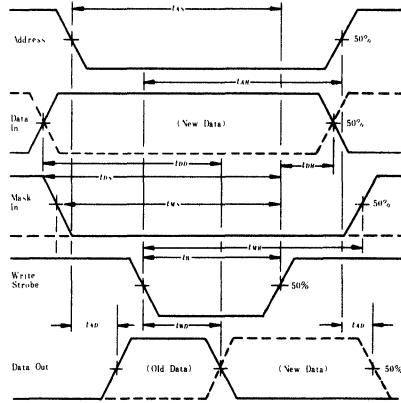 tAS
Address
50%
tAH
Data
In
(New Data)
50%
tDD
tDH
tDS
Mask
In
tMS
50%
tMH
tW
Write
Strobe
50%
tAD
tWD
tAD
Data Out
(Old Data)
(New Data)
50%